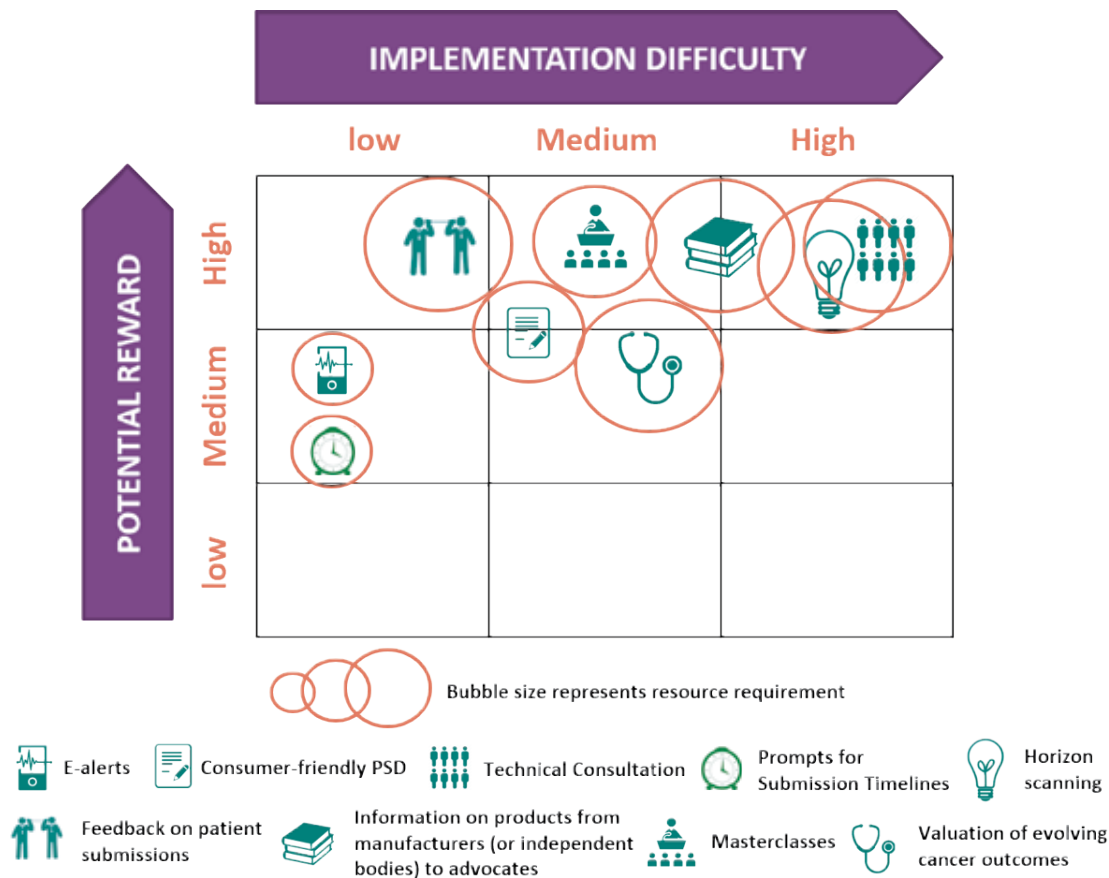 IMPLEMENTATION DIFFICULTY
low
Medium
High
POTENTIAL REWARD
High
Medium
low
Bubble size represents resource requirement
E-alerts
Consumer-friendly PSD
Technical Consultation
Prompts for
Submission Timelines
Horizon
scanning
Feedback on patient
submissions
Information on products from
manufacturers (or independent
bodies) to advocates
Masterclasses
Valuation of evolving
cancer outcomes